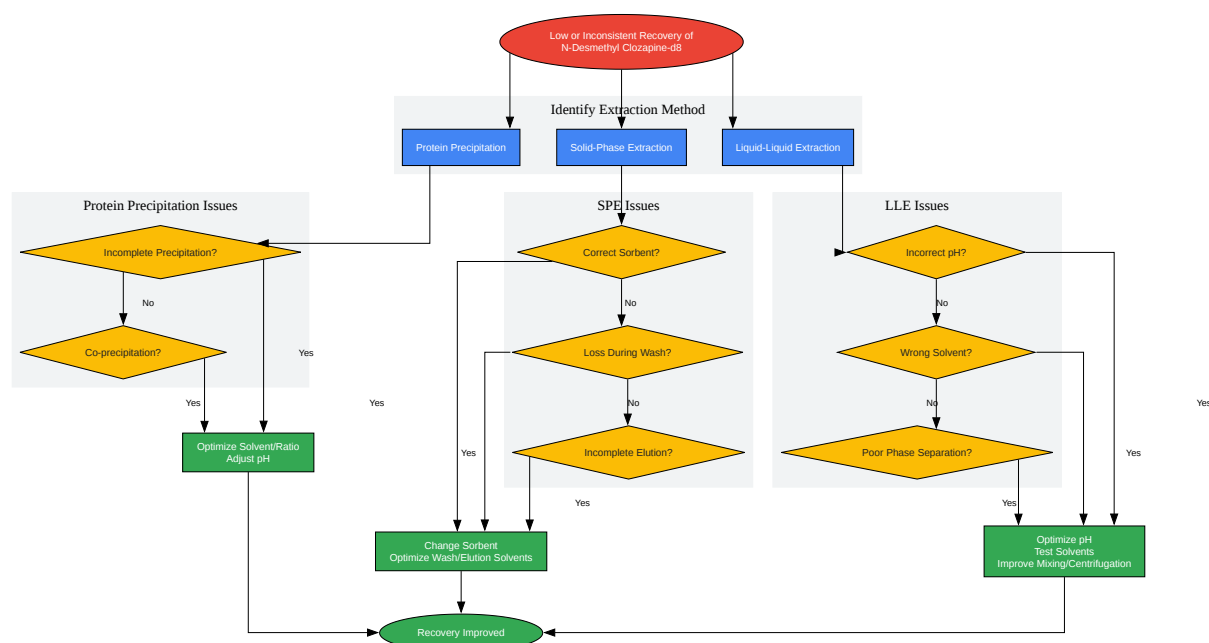 Low or Inconsistent Recovery of
N-Desmethyl Clozapine-d8
Identify Extraction Method
Protein Precipitation
Solid-Phase Extraction
Liquid-Liquid Extraction
Protein Precipitation Issues
SPE Issues
LLE Issues
Incomplete Precipitation?
Correct Sorbent?
Incorrect pH?
No
No
No
Co-precipitation?
Yes
Loss During Wash?
Wrong Solvent?
Yes
Yes
No
No
Yes
Optimize Solvent/Ratio
Adjust pH
Yes
Incomplete Elution?
Poor Phase Separation?
Yes
Yes
Yes
Change Sorbent
Optimize Wash/Elution Solvents
Optimize pH
Test Solvents
Improve Mixing/Centrifugation
Recovery Improved